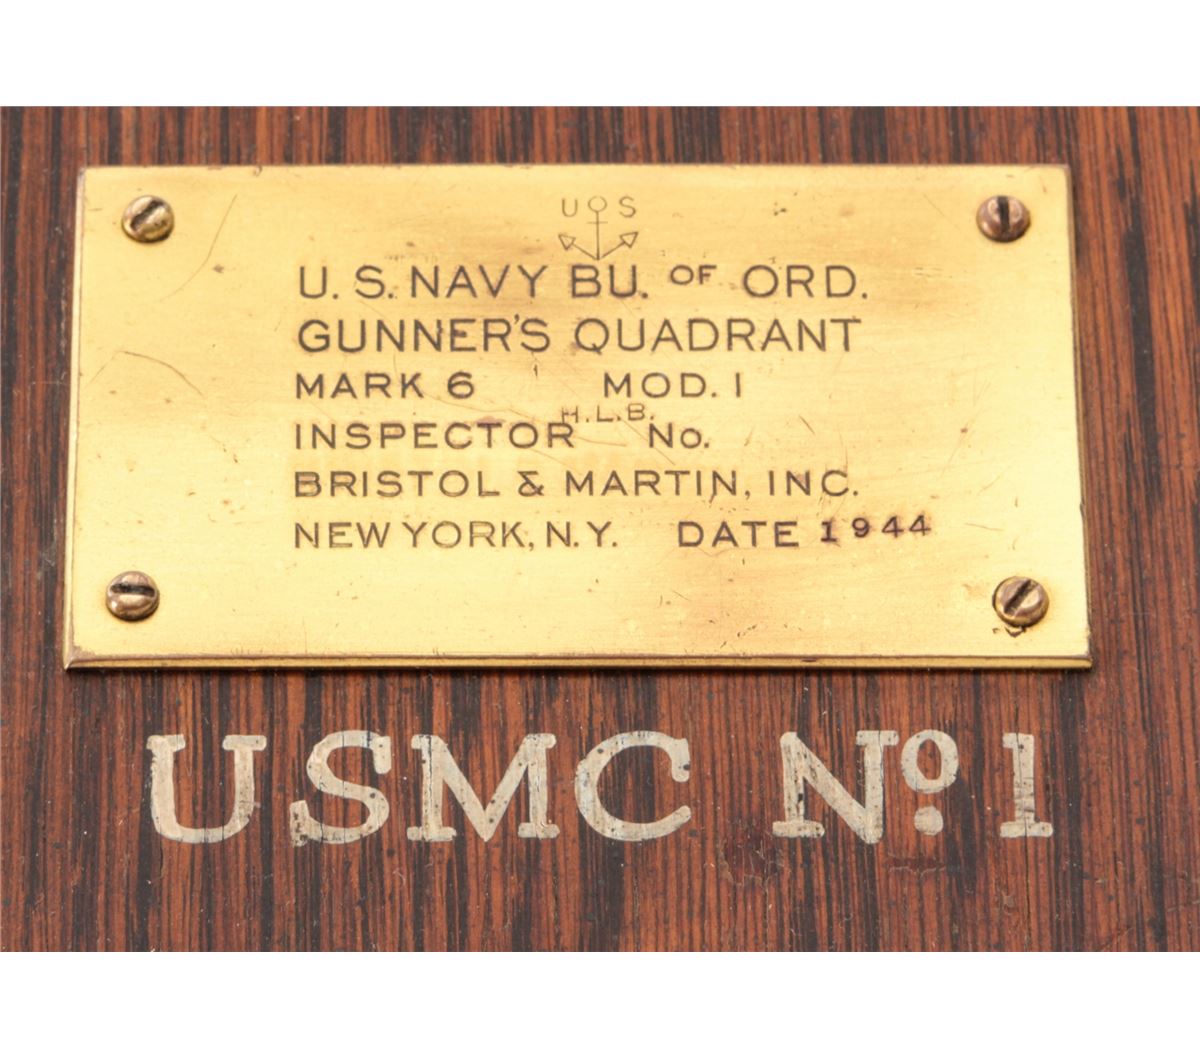 U S
U. S. NAVY BU. OF ORD.
GUNNER'S QUADRANT
MARK 6 MOD. 1
H.L.B.
INSPECTOR No.
BRISTOL & MARTIN, INC.
NEW YORK, N.Y. DATE 1944
USMC No. 1